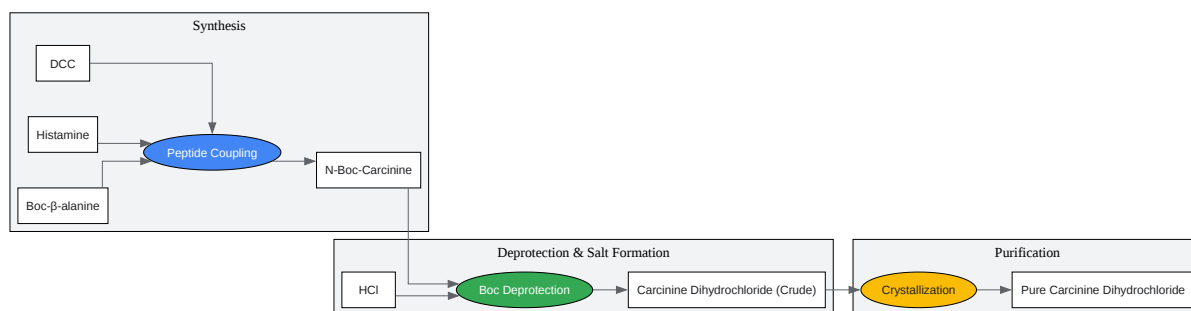 Synthesis
DCC
Histamine
Peptide Coupling
N-Boc-Carcinine
Boc-β-alanine
Deprotection & Salt Formation
HCl
Boc Deprotection
Carcinine Dihydrochloride (Crude)
Purification
Crystallization
Pure Carcinine Dihydrochloride